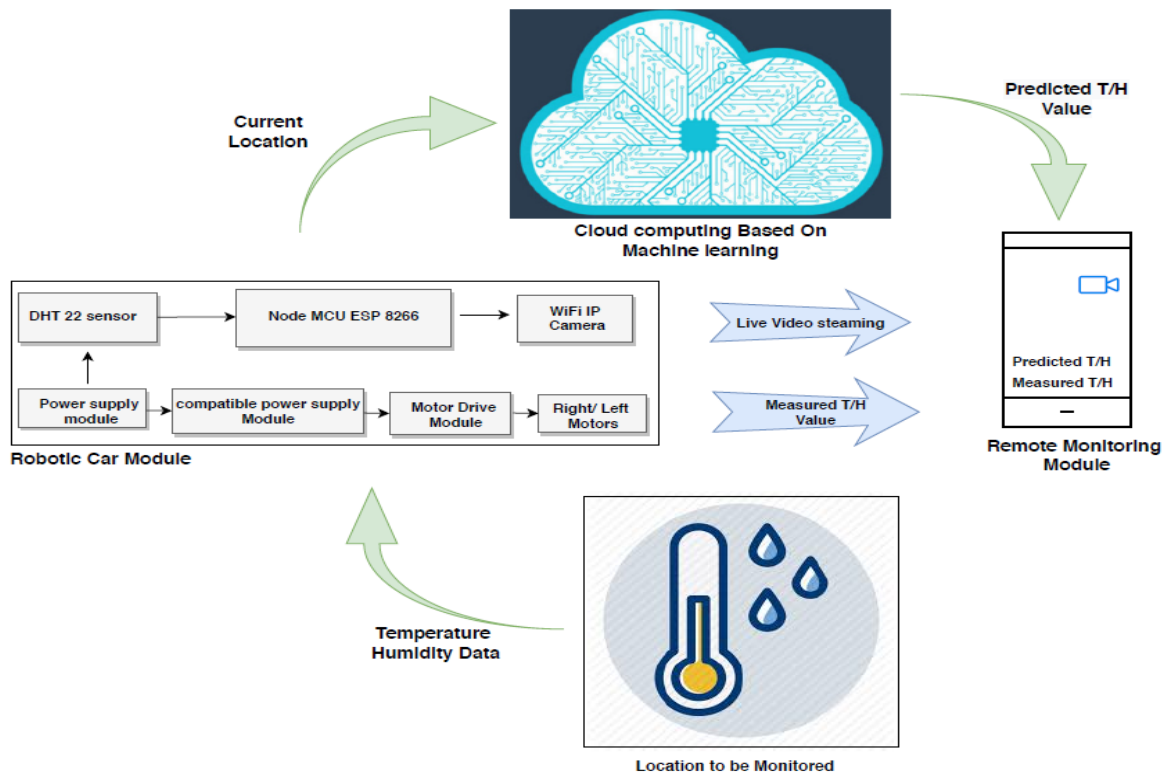 Current
Location
Predicted T/H
Value
Cloud computing Based On
Machine learning
DHT 22 sensor
Node MCU ESP 8266
WiFi IP
Camera
Live Video steaming
Power supply
module
compatible power supply
Module
Motor Drive
Module
Right/ Left
Motors
Measured T/H
Value
Predicted T/H
Measured T/H
Robotic Car Module
Remote Monitoring
Module
Temperature
Humidity Data
Location to be Monitored